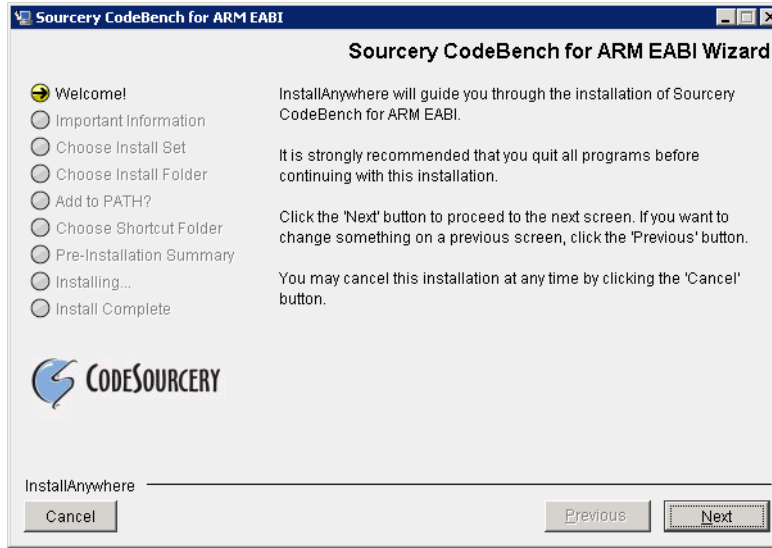 Sourcery CodeBench for ARM EABI
Sourcery CodeBench for ARM EABI Wizard
Welcome!
Important Information
Choose Install Set
Choose Install Folder
Add to PATH?
Choose Shortcut Folder
Pre-Installation Summary
Installing...
Install Complete
InstallAnywhere will guide you through the installation of Sourcery
CodeBench for ARM EABI.
It is strongly recommended that you quit all programs before
continuing with this installation.
Click the 'Next' button to proceed to the next screen. If you want to
change something on a previous screen, click the 'Previous' button.
You may cancel this installation at any time by clicking the 'Cancel'
button.
CODESOURCERY
InstallAnywhere
Cancel
Previous
Next